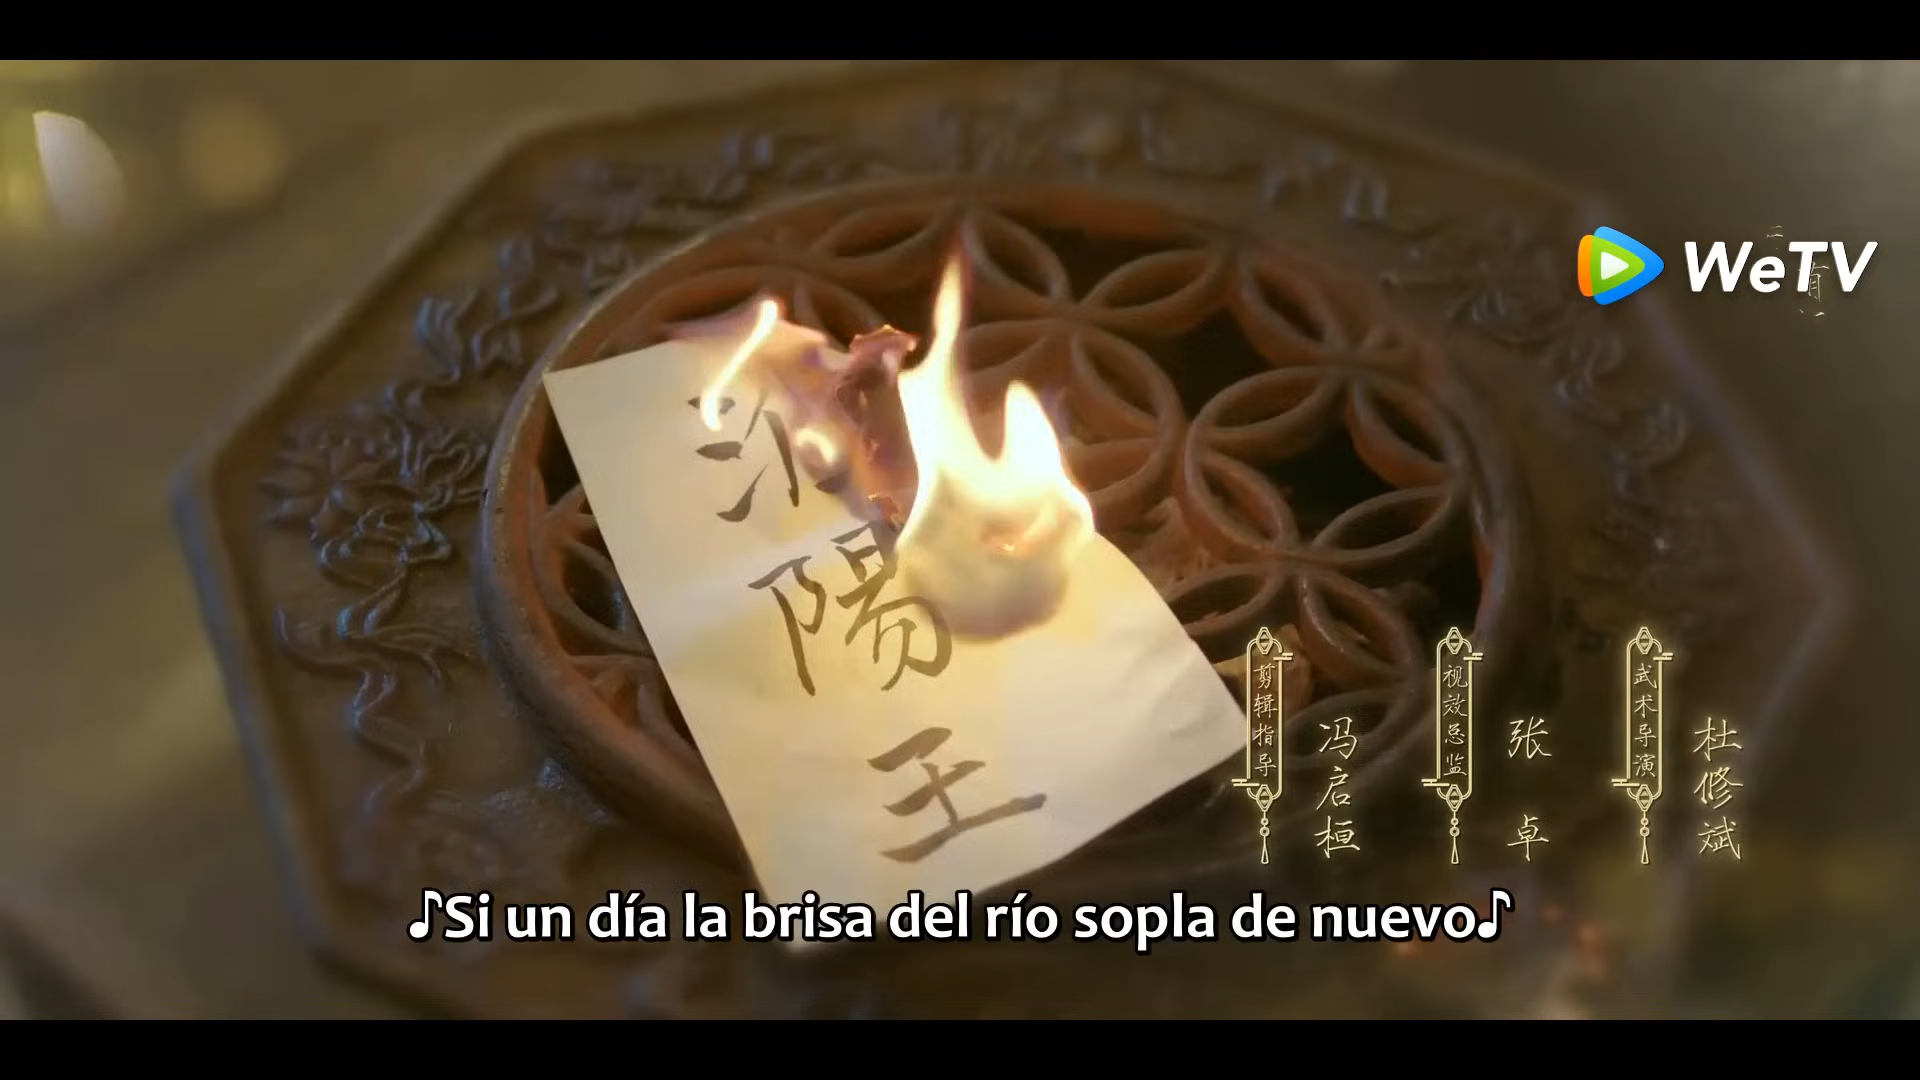 WeTV
陽
王
武术导演
杜修斌
视效总监
张卓
剪辑指导
冯启桓
♪Si un día la brisa del río sopla de nuevo♪